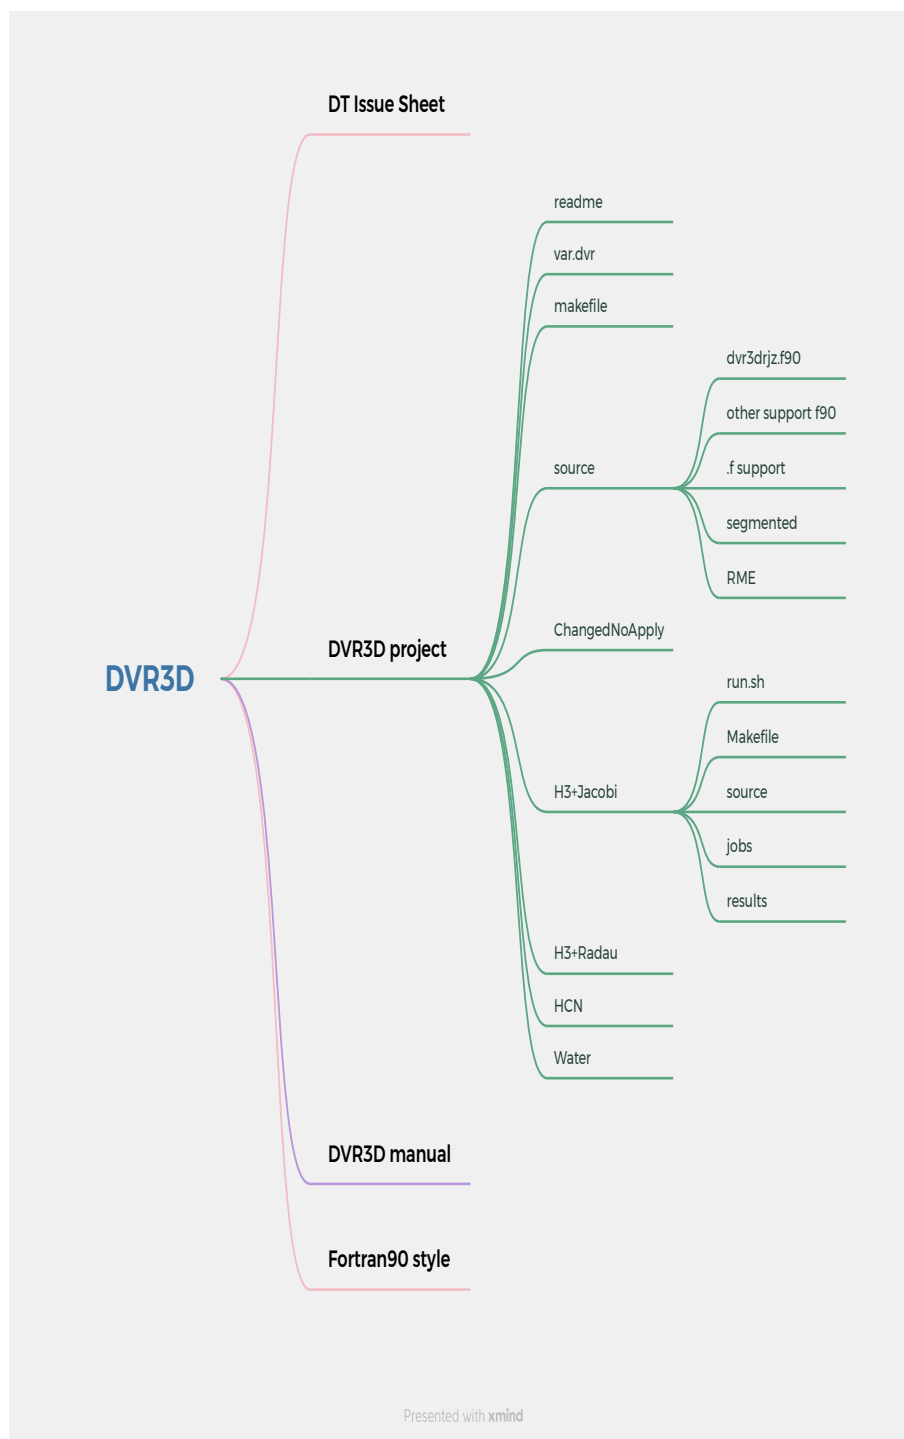 DT Issue Sheet
readme
var.dvr
makefile
dvr3drjz.f90
other support f90
source
.f support
segmented
RME
ChangedNoApply
DVR3D project
DVR3D
run.sh
Makefile
H3+Jacobi
source
jobs
results
H3+Radau
HCN
Water
DVR3D manual
Fortran90 style
Presented with xmind